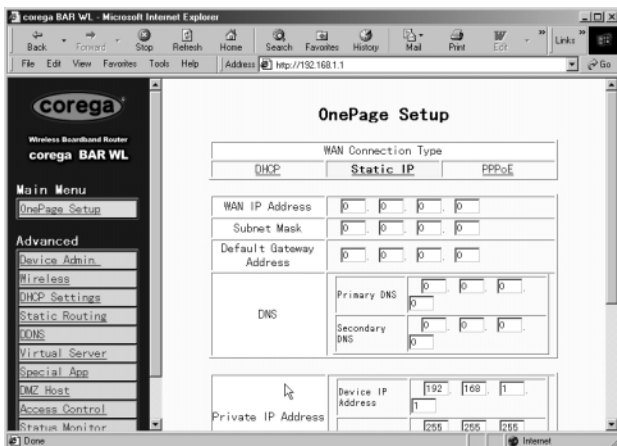 corega BAR WL - Microsoft Internet Explorer
Back Forward Stop Refresh Home Search Favorites History Mail Print Edit Links
File Edit View Favorites Tools Help Address http://192.168.1.1 Go
corega
Wireless Boardband Router
corega BAR WL
Main Menu
OnePage Setup
Advanced
Device Admin.
Wireless
DHCP Settings
Static Routing
DDNS
Virtual Server
Special App
DMZ Host
Access Control
Status Monitor
OnePage Setup
WAN Connection Type
DHCP Static IP PPPoE
WAN IP Address 0. 0. 0. 0
Subnet Mask 0. 0. 0. 0
Default Gateway Address 0. 0. 0. 0
DNS
Primary DNS 0. 0. 0.
0
Secondary DNS 0. 0. 0.
0
Private IP Address
Device IP Address 192. 168. 1.
1
255. 255. 255.
Done Internet